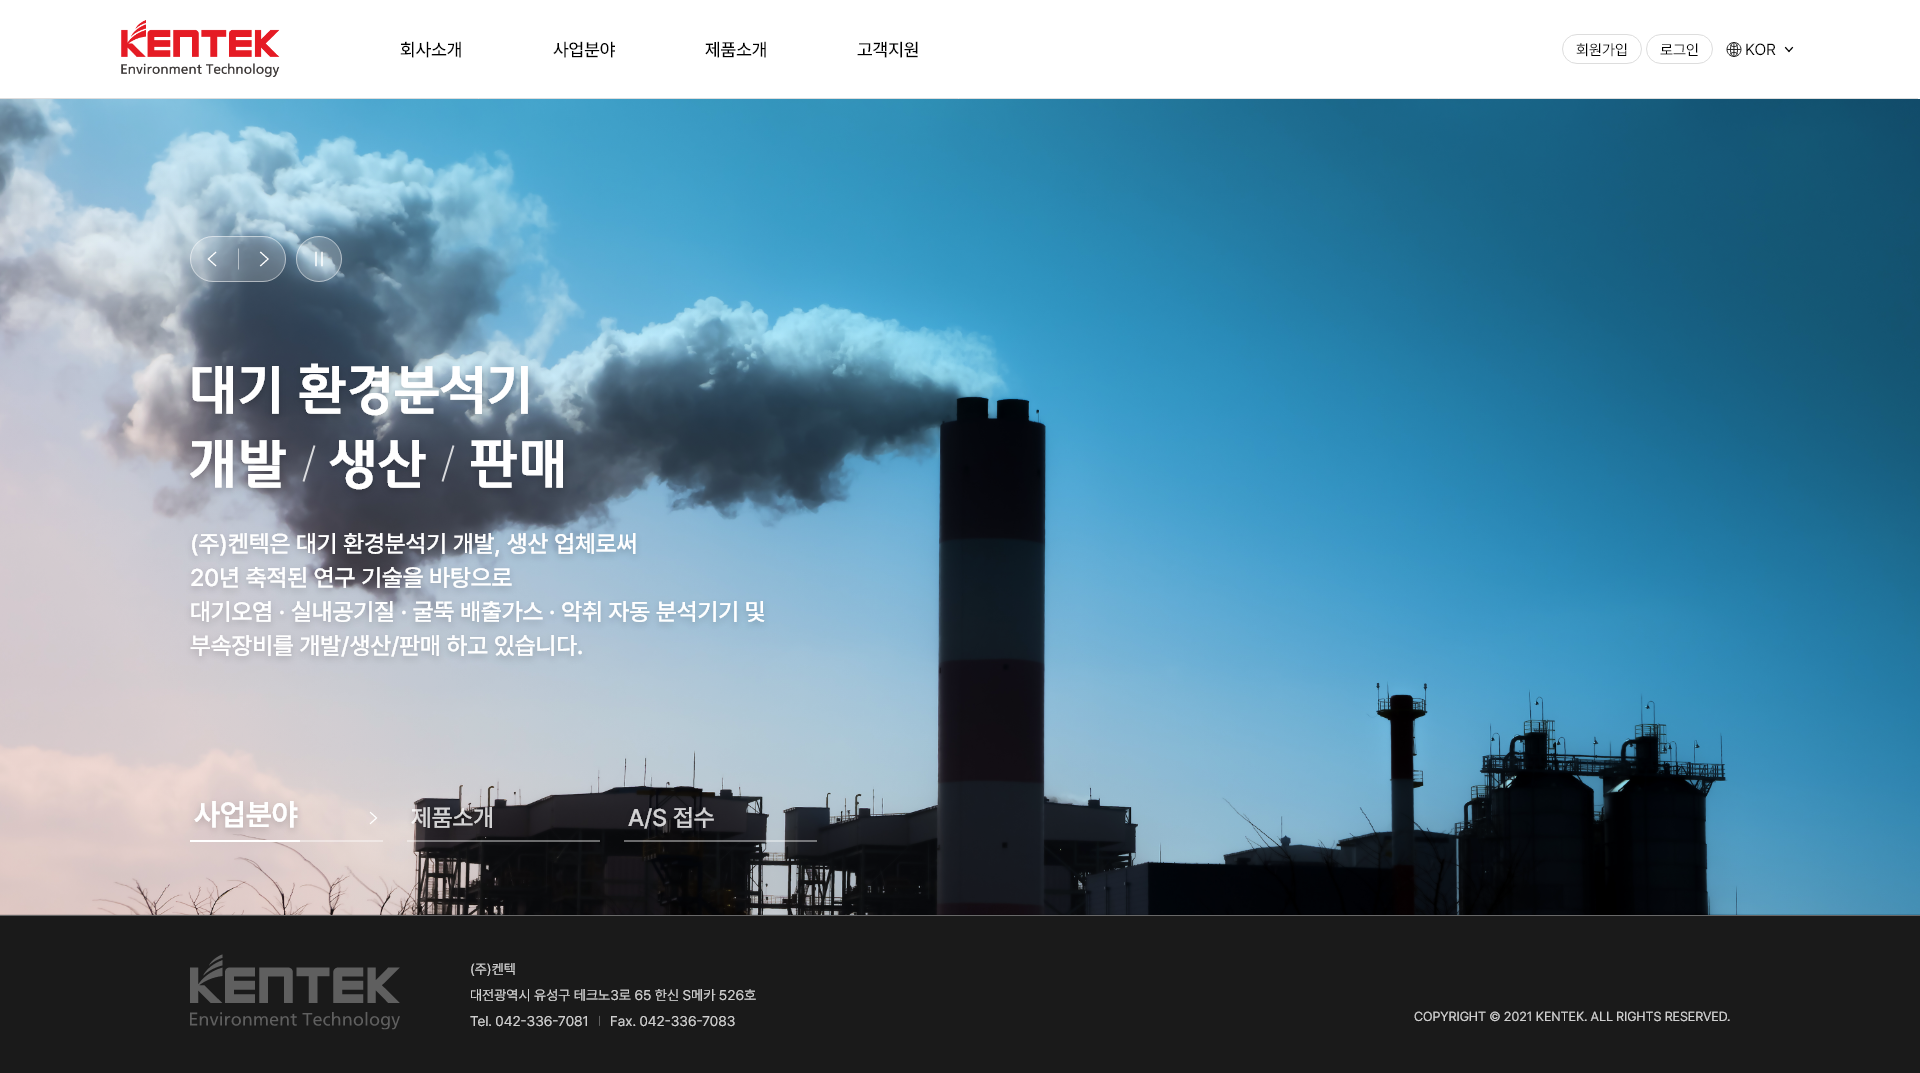 KENTEK
Environment Technology
회사소개
사업분야
제품소개
고객지원
회원가입
로그인
KOR
대기 환경분석기
개발 / 생산 / 판매
(주)켄텍은 대기 환경분석기 개발, 생산 업체로써
20년 축적된 연구 기술을 바탕으로
대기오염 · 실내공기질 · 굴뚝 배출가스 · 악취 자동 분석기기 및
부속장비를 개발/생산/판매 하고 있습니다.
사업분야
제품소개
A/S 접수
KENTEK
Environment Technology
(주)켄텍
대전광역시 유성구 테크노3로 65 한신 S메카 526호
Tel. 042-336-7081 | Fax. 042-336-7083
COPYRIGHT © 2021 KENTEK. ALL RIGHTS RESERVED.